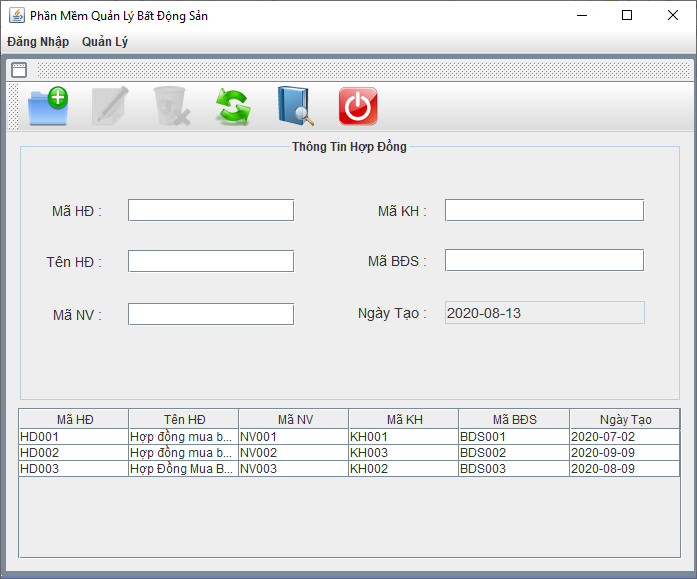 Phần Mềm Quản Lý Bất Động Sản
Đăng Nhập Quản Lý
Thông Tin Hợp Đồng
Mã HĐ : Mã KH :
Tên HĐ : Mã BĐS :
Mã NV : Ngày Tạo : 2020-08-13
Mã HĐ Tên HĐ Mã NV Mã KH Mã BĐS Ngày Tạo
HD001 Hợp đồng mua b... NV001 KH001 BDS001 2020-07-02
HD002 Hợp đồng mua b... NV002 KH003 BDS002 2020-09-09
HD003 Hợp Đồng Mua B... NV003 KH002 BDS003 2020-08-09